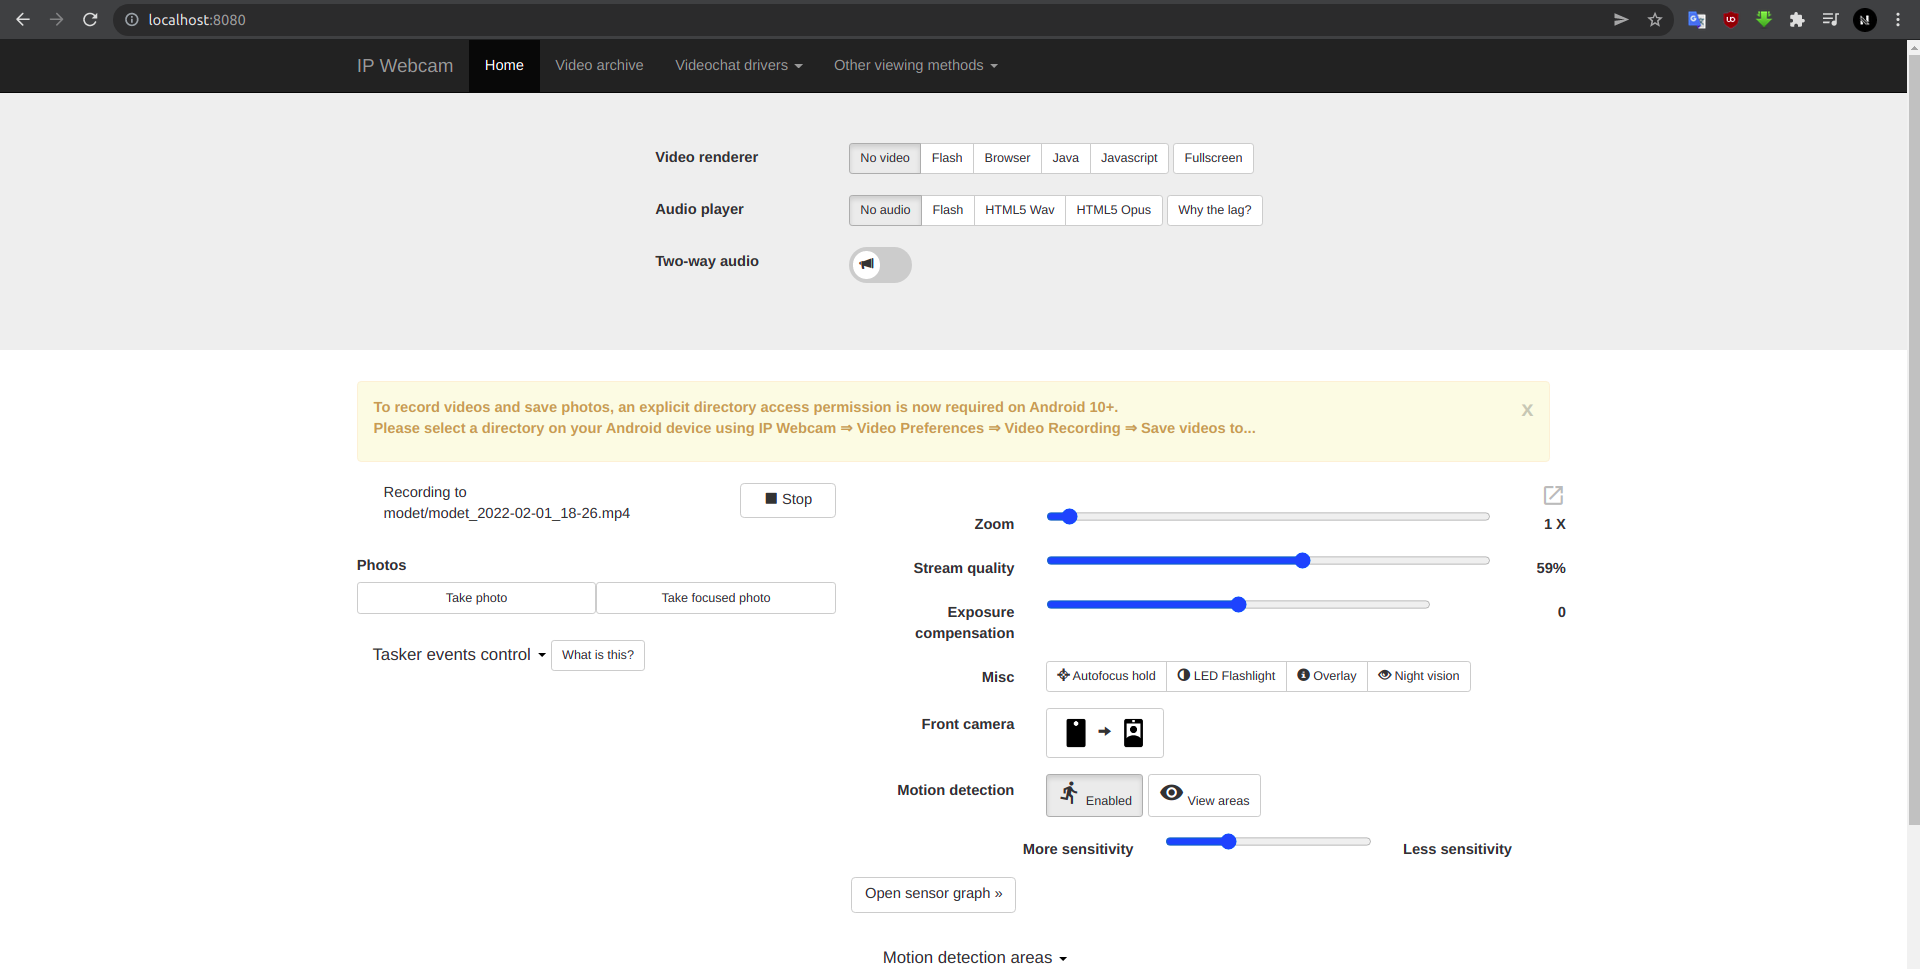 localhost:8080
IP Webcam Home Video archive Videochat drivers Other viewing methods
Video renderer No video Flash Browser Java Javascript Fullscreen
Audio player No audio Flash HTML5 Wav HTML5 Opus Why the lag?
Two-way audio
To record videos and save photos, an explicit directory access permission is now required on Android 10+.
Please select a directory on your Android device using IP Webcam ⇒ Video Preferences ⇒ Video Recording ⇒ Save videos to...
x
Recording to
modet/modet_2022-02-01_18-26.mp4
Stop
Photos
Take photo Take focused photo
Tasker events control What is this?
Zoom 1 X
Stream quality 59%
Exposure 0
compensation
Misc Autofocus hold LED Flashlight Overlay Night vision
Front camera
Motion detection Enabled View areas
More sensitivity Less sensitivity
Open sensor graph »
Motion detection areas